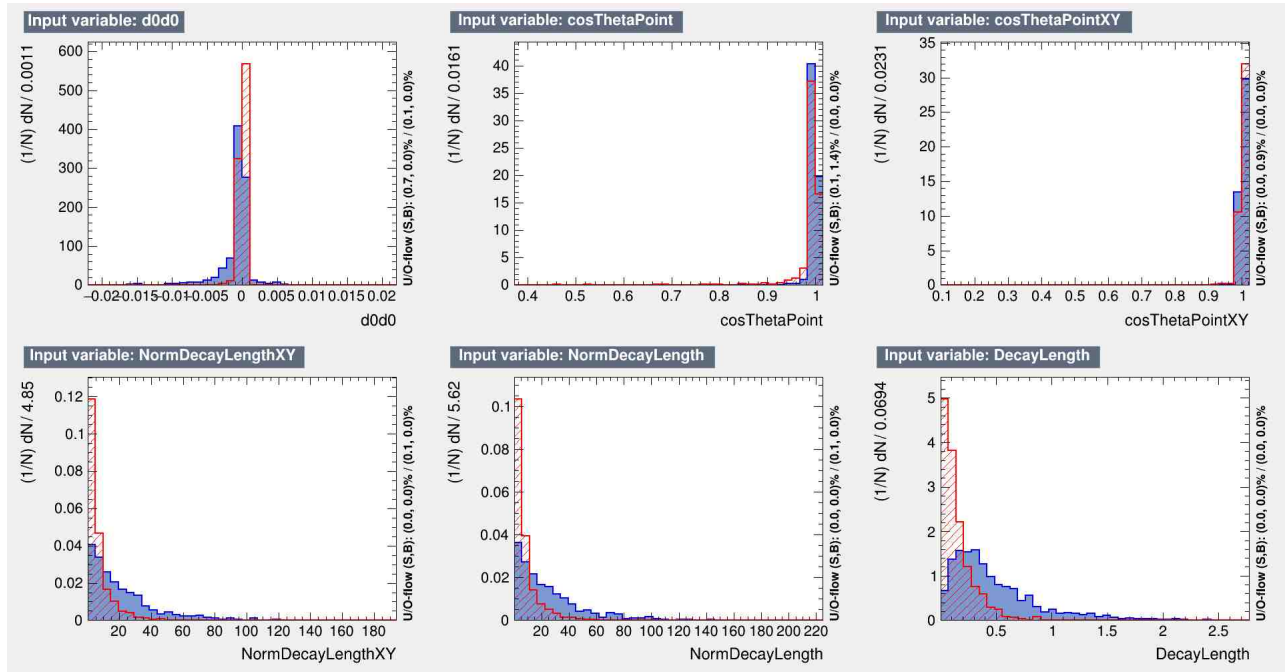 Input variable: d0d0
(1/N) dN / 0.0011
600
500
400
300
200
100
0
−0.02 0.015 −0.01 0.005 0 0.005 0.01 0.015 0.02
d0d0
U/O-flow (S,B): (0.7, 0.0)% / (0.1, 0.0)%
Input variable: cosThetaPoint
(1/N) dN / 0.0161
40
35
30
25
20
15
10
5
0
0.4 0.5 0.6 0.7 0.8 0.9 1
cosThetaPoint
U/O-flow (S,B): (0.1, 1.4)% / (0.0, 0.0)%
Input variable: cosThetaPointXY
(1/N) dN / 0.0231
35
30
25
20
15
10
5
0
0.1 0.2 0.3 0.4 0.5 0.6 0.7 0.8 0.9 1
cosThetaPointXY
U/O-flow (S,B): (0.0, 0.9)% / (0.0, 0.0)%
Input variable: NormDecayLengthXY
(1/N) dN / 4.85
0.12
0.1
0.08
0.06
0.04
0.02
0
20 40 60 80 100 120 140 160 180
NormDecayLengthXY
U/O-flow (S,B): (0.0, 0.0)% / (0.1, 0.0)%
Input variable: NormDecayLength
(1/N) dN / 5.62
0.1
0.08
0.06
0.04
0.02
0
20 40 60 80 100 120 140 160 180 200 220
NormDecayLength
U/O-flow (S,B): (0.0, 0.0)% / (0.1, 0.0)%
Input variable: DecayLength
(1/N) dN / 0.0694
5
4
3
2
1
0
0.5 1 1.5 2 2.5
DecayLength
U/O-flow (S,B): (0.0, 0.0)% / (0.0, 0.0)%